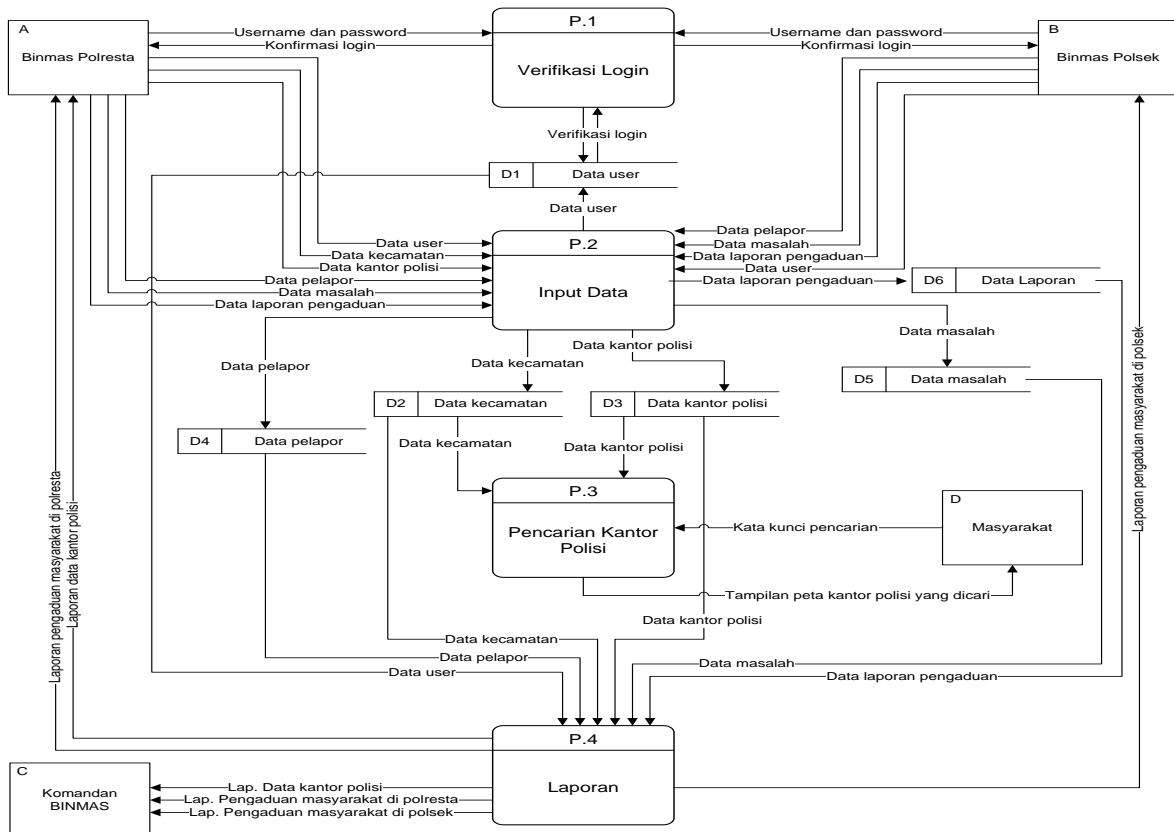 A
Binmas Polresta
Username dan password
Konfirmasi login
P.1
Verifikasi Login
Username dan password
Konfirmasi login
B
Binmas Polsek
Verifikasi login
D1
Data user
Data user
Data user
Data kecamatan
Data kantor polisi
Data pelapor
Data masalah
Data laporan pengaduan
P.2
Input Data
Data pelapor
Data masalah
Data laporan pengaduan
Data user
Data laporan pengaduan
D6
Data Laporan
Data pelapor
Data kecamatan
Data kantor polisi
Data masalah
D5
Data masalah
D2
Data kecamatan
D3
Data kantor polisi
D4
Data pelapor
Data kecamatan
Data kantor polisi
P.3
Pencarian Kantor
Polisi
Kata kunci pencarian
D
Masyarakat
Tampilan peta kantor polisi yang dicari
Data kantor polisi
Data kecamatan
Data pelapor
Data user
Data masalah
Data laporan pengaduan
Laporan pengaduan masyarakat di polresta
Laporan data kantor polisi
Laporan pengaduan masyarakat di polsek
P.4
Laporan
C
Komandan
BINMAS
Lap. Data kantor polisi
Lap. Pengaduan masyarakat di polresta
Lap. Pengaduan masyarakat di polsek